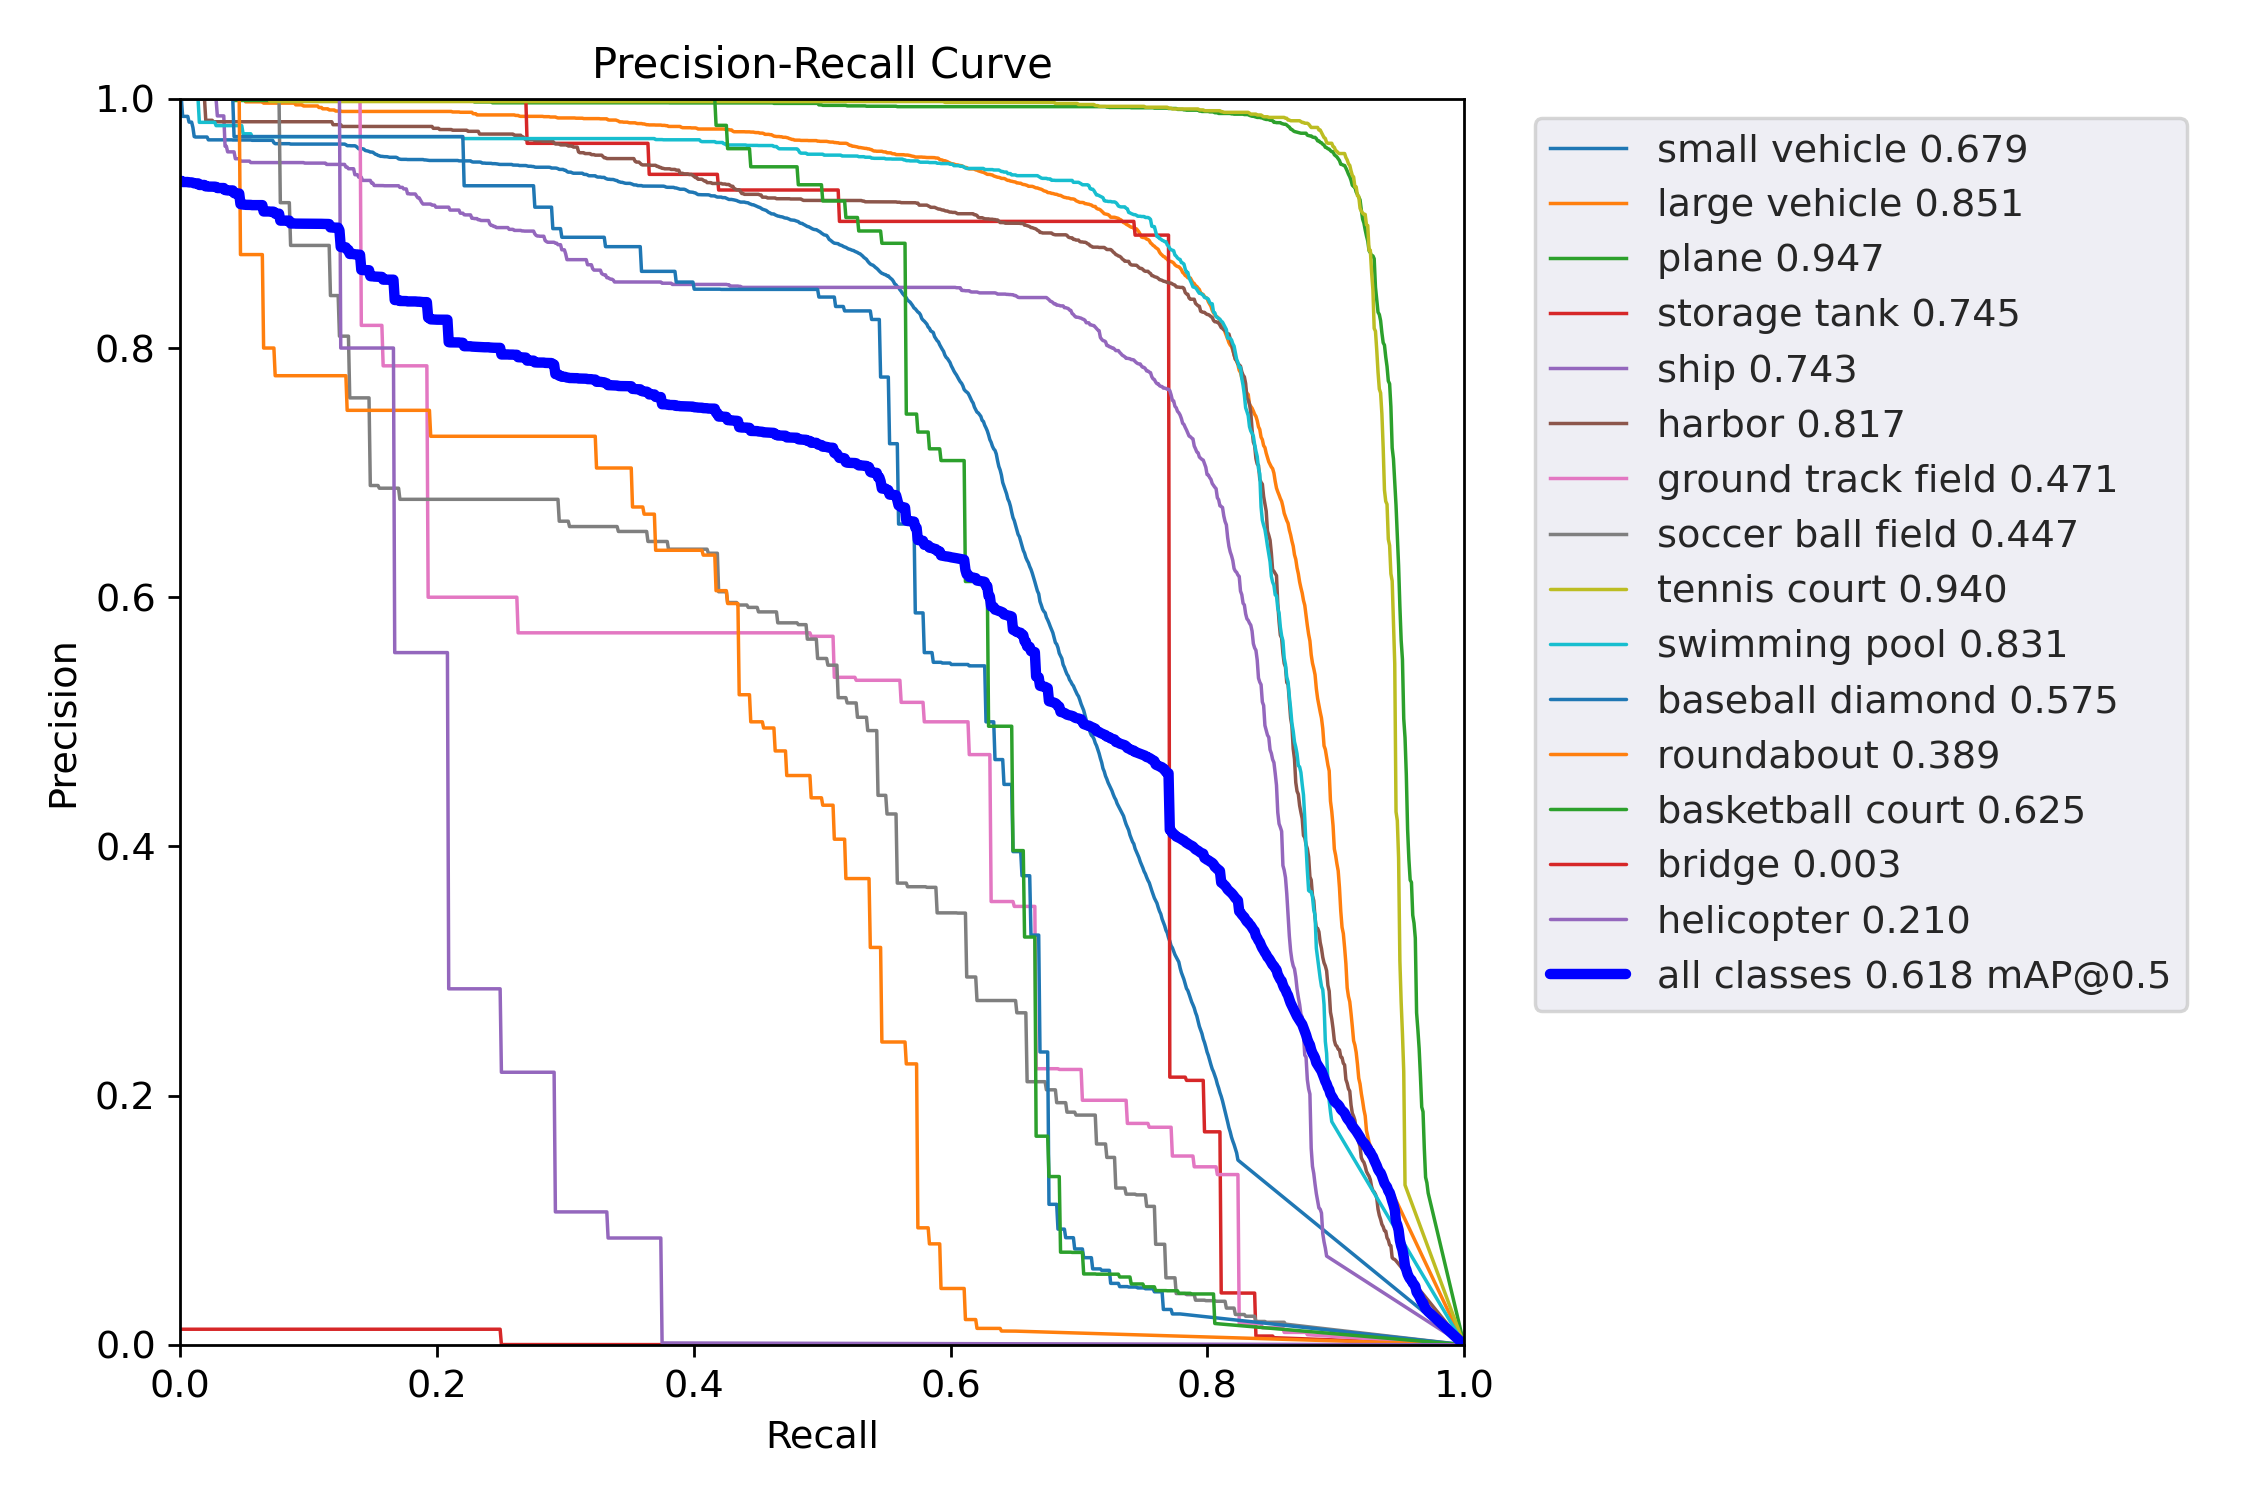 Precision-Recall Curve
1.0
0.8
0.6
0.4
0.2
0.0
Precision
0.0 0.2 0.4 0.6 0.8 1.0
Recall
small vehicle 0.679
large vehicle 0.851
plane 0.947
storage tank 0.745
ship 0.743
harbor 0.817
ground track field 0.471
soccer ball field 0.447
tennis court 0.940
swimming pool 0.831
baseball diamond 0.575
roundabout 0.389
basketball court 0.625
bridge 0.003
helicopter 0.210
all classes 0.618 mAP@0.5